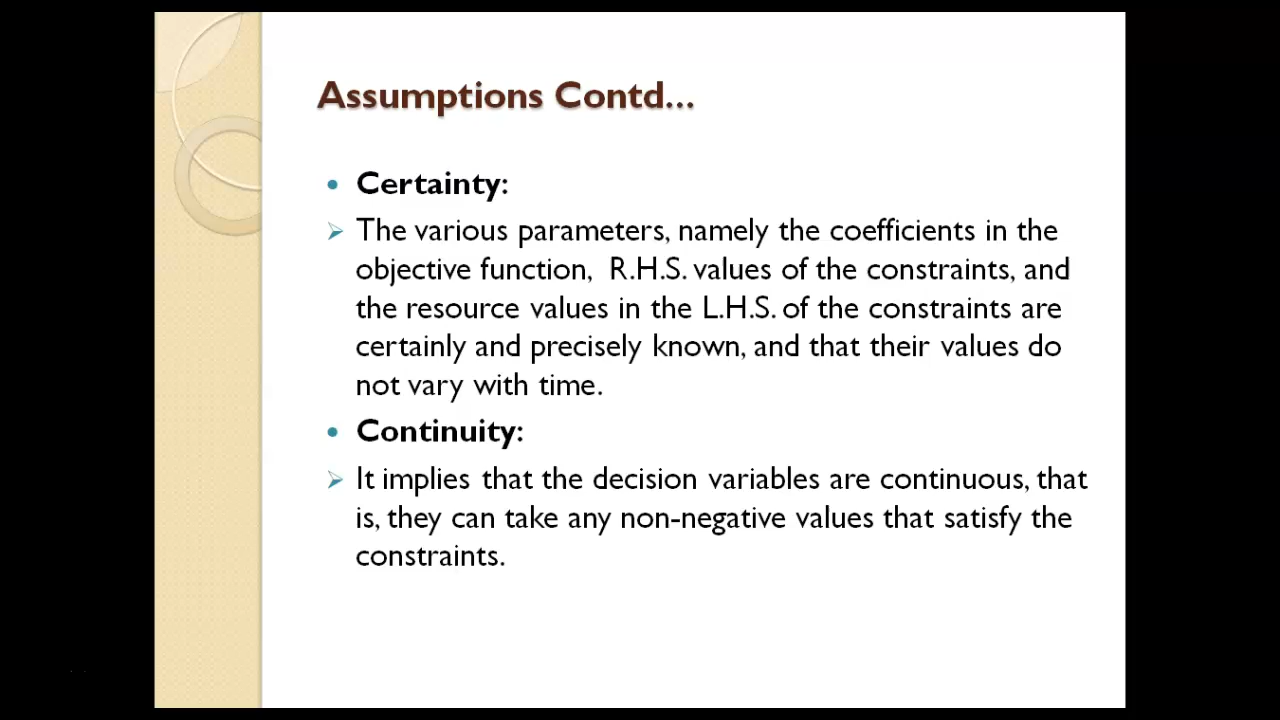 Assumptions Contd...
• Certainty:
➢ The various parameters, namely the coefficients in the
objective function,  R.H.S. values of the constraints, and
the resource values in the L.H.S. of the constraints are
certainly and precisely known, and that their values do
not vary with time.
• Continuity:
➢ It implies that the decision variables are continuous, that
is, they can take any non-negative values that satisfy the
constraints.